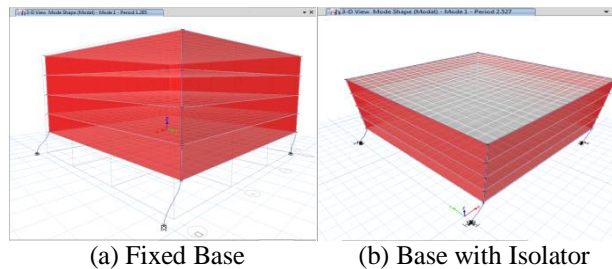 3-D View Mode Shape (Modal) - Mode 1 - Period 1.285
3-D View Mode Shape (Modal) - Mode 1 - Period 2.527
(a) Fixed Base
(b) Base with Isolator